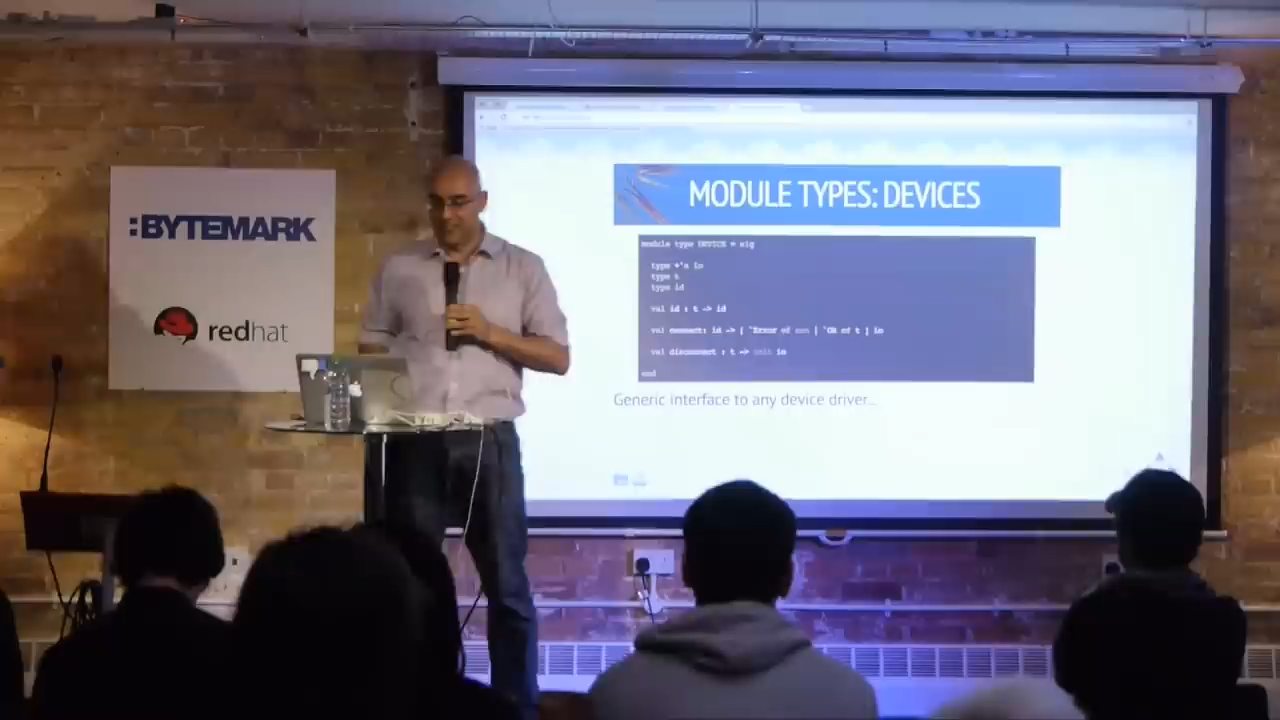 :BYTEMARK
redhat
MODULE TYPES: DEVICES
module type DEVICE = sig
type +'a io
type t
type id
val id : t -> id
val connect: id -> [ `Error of | `Ok of t ] io
val disconnect : t -> unit io
end
Generic interface to any device driver...